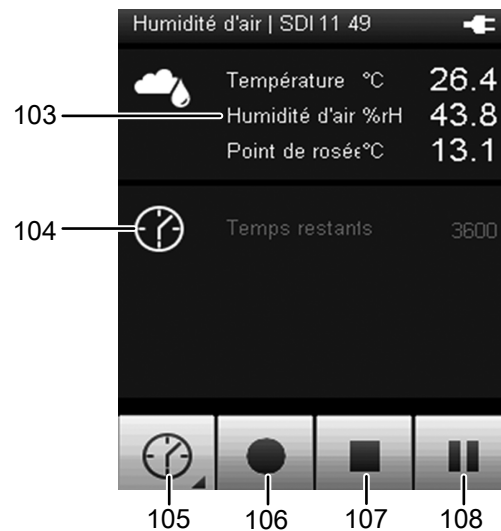 Humidité d'air | SDI 11 49
Température °C 26.4
103 Humidité d'air %rH 43.8
Point de rosée °C 13.1
104 Temps restants 3600
105 106 107 108